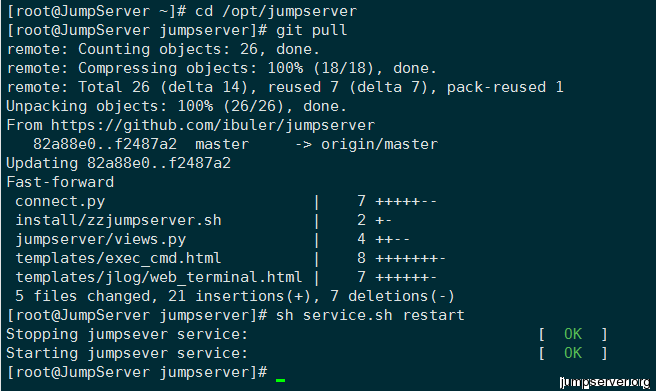 [root@JumpServer ~]# cd /opt/jumpserver
[root@JumpServer jumpserver]# git pull
remote: Counting objects: 26, done.
remote: Compressing objects: 100% (18/18), done.
remote: Total 26 (delta 14), reused 7 (delta 7), pack-reused 1
Unpacking objects: 100% (26/26), done.
From https://github.com/ibuler/jumpserver
   82a88e0..f2487a2  master     -> origin/master
Updating 82a88e0..f2487a2
Fast-forward
 connect.py                      |    7 +++++--
 install/zzjumpserver.sh         |    2 +-
 jumpserver/views.py             |    4 ++--
 templates/exec_cmd.html         |    8 +++++++-
 templates/jlog/web_terminal.html |    7 ++++++-
 5 files changed, 21 insertions(+), 7 deletions(-)
[root@JumpServer jumpserver]# sh service.sh restart
Stopping jumpsever service:                                [  OK  ]
Starting jumpsever service:                                [  OK  ]
[root@JumpServer jumpserver]#
jumpserver.org